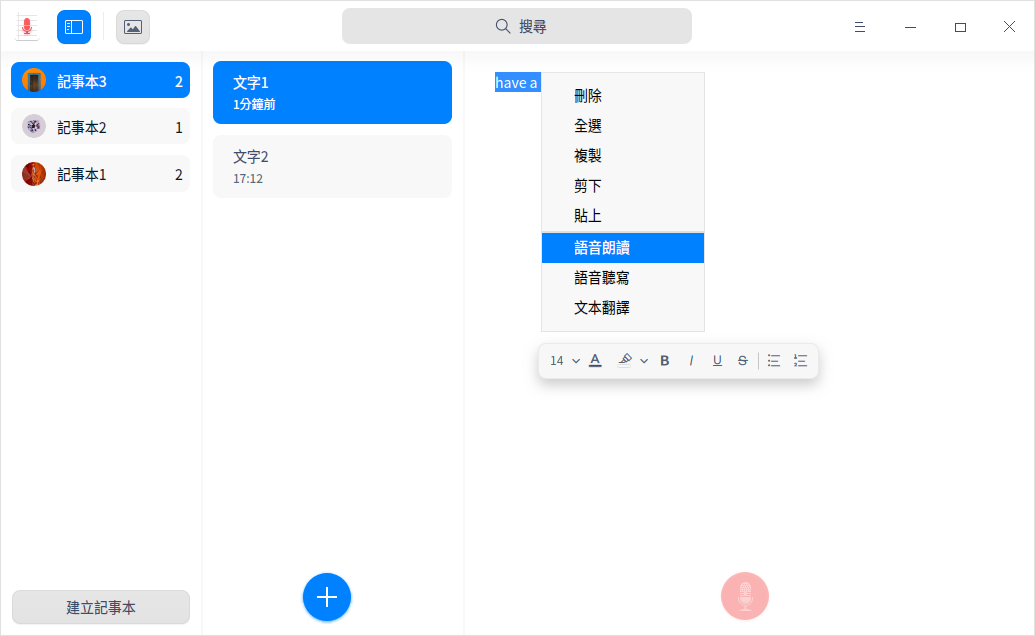 搜尋
記事本3 2
記事本2 1
記事本1 2
建立記事本
文字1
1分鐘前
文字2
17:12
have a
刪除
全選
複製
剪下
貼上
語音朗讀
語音聽寫
文本翻譯
14 A B I U S